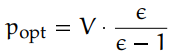 p_opt = V · ϵ / (ϵ − 1)